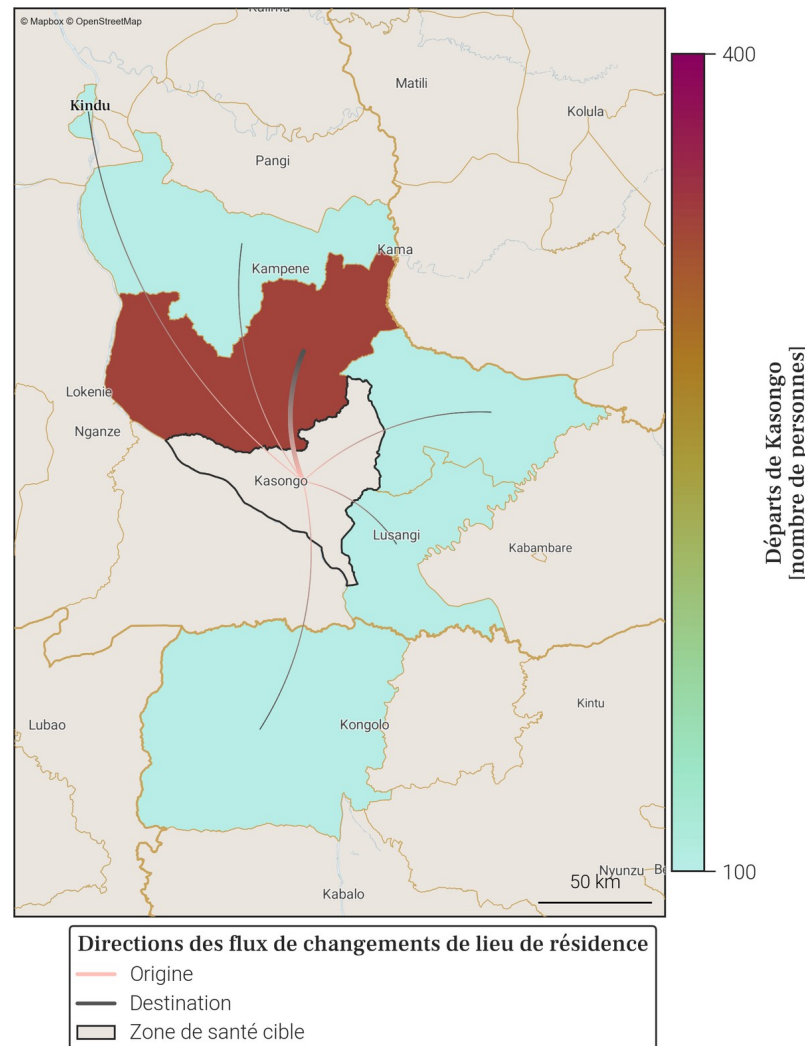 © Mapbox © OpenStreetMap
Matili
Kindu
Kolula
Pangi
Kama
Kampene
Lokenie
Nganze
Kasongo
Lusangi
Kabambare
Kintu
Lubao
Kongolo
Nyunzu
50 km
Kabalo
400
100
Départs de Kasongo
[nombre de personnes]
Directions des flux de changements de lieu de résidence
Origine
Destination
Zone de santé cible